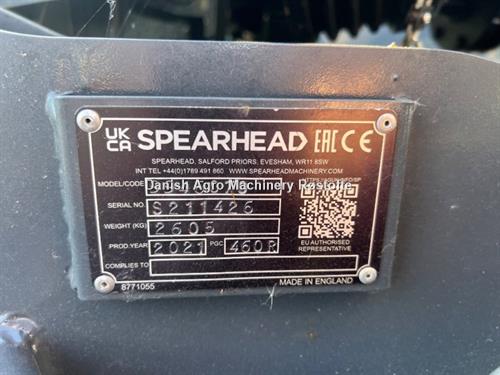 UK CA SPEARHEAD EAC CE
SPEARHEAD, SALFORD PRIORS, EVESHAM, WR11 8SW
INT TEL +44(0)1789 491 860 WWW.SPEARHEADMACHINERY.COM
MODEL/CODE
Danish Agro Machinery Røstofte
SERIAL NO. S211426
WEIGHT (KG) 2605
PROD.YEAR 2021 PGC 460R
EU AUTHORISED
REPRESENTATIVE
COMPLIES TO
8771055 MADE IN ENGLAND